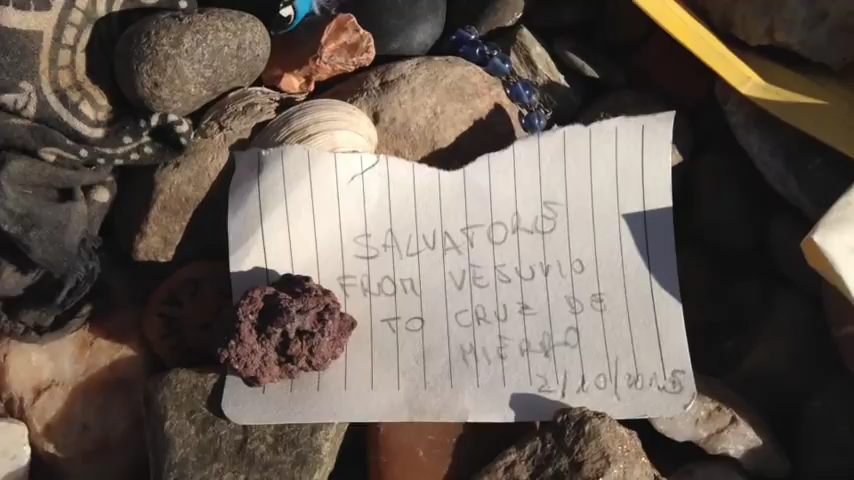 SALVATORE
FROM VESUVIO
TO CRUZ DE
HIERRO
2/10/2015